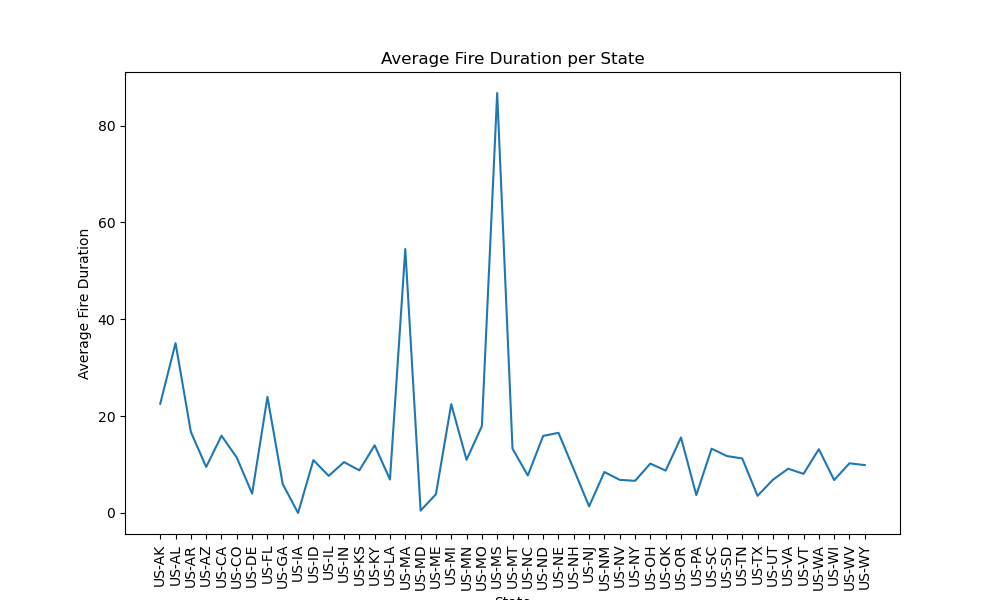 Average Fire Duration per State
Average Fire Duration
80
60
40
20
0
US-AK
US-AL
US-AR
US-AZ
US-CA
US-CO
US-DE
US-FL
US-GA
US-IA
US-ID
US-IL
US-IN
US-KS
US-KY
US-LA
US-MA
US-MD
US-ME
US-MI
US-MN
US-MO
US-MS
US-MT
US-NC
US-ND
US-NE
US-NH
US-NJ
US-NM
US-NV
US-NY
US-OH
US-OK
US-OR
US-PA
US-SC
US-SD
US-TN
US-TX
US-UT
US-VA
US-VT
US-WA
US-WI
US-WV
US-WY
State